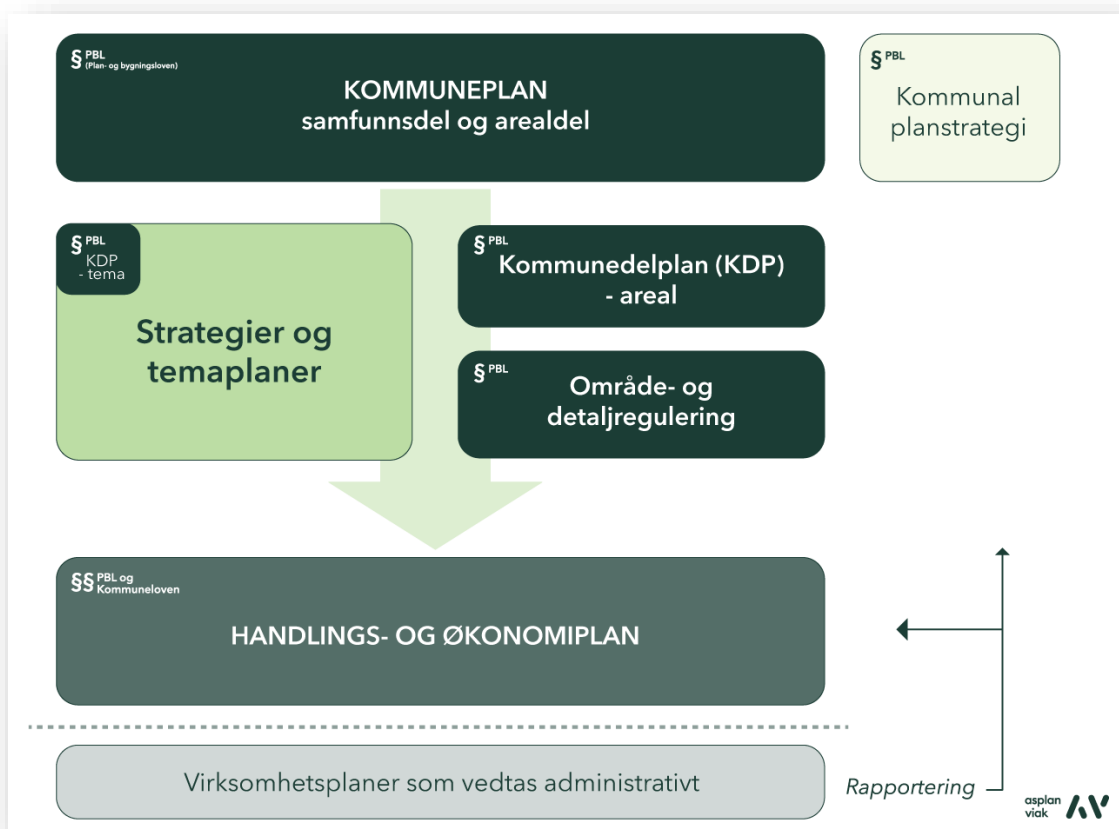 § PBL
(Plan- og bygningsloven)
KOMMUNEPLAN
samfunnsdel og arealdel
§ PBL
Kommunal
planstrategi
§ PBL
KDP
- tema
Strategier og
temaplaner
§ PBL
Kommunedelplan (KDP)
- areal
§ PBL
Område- og
detaljregulering
§§ PBL og
Kommuneloven
HANDLINGS- OG ØKONOMIPLAN
Virksomhetsplaner som vedtas administrativt
Rapportering
asplan
viak